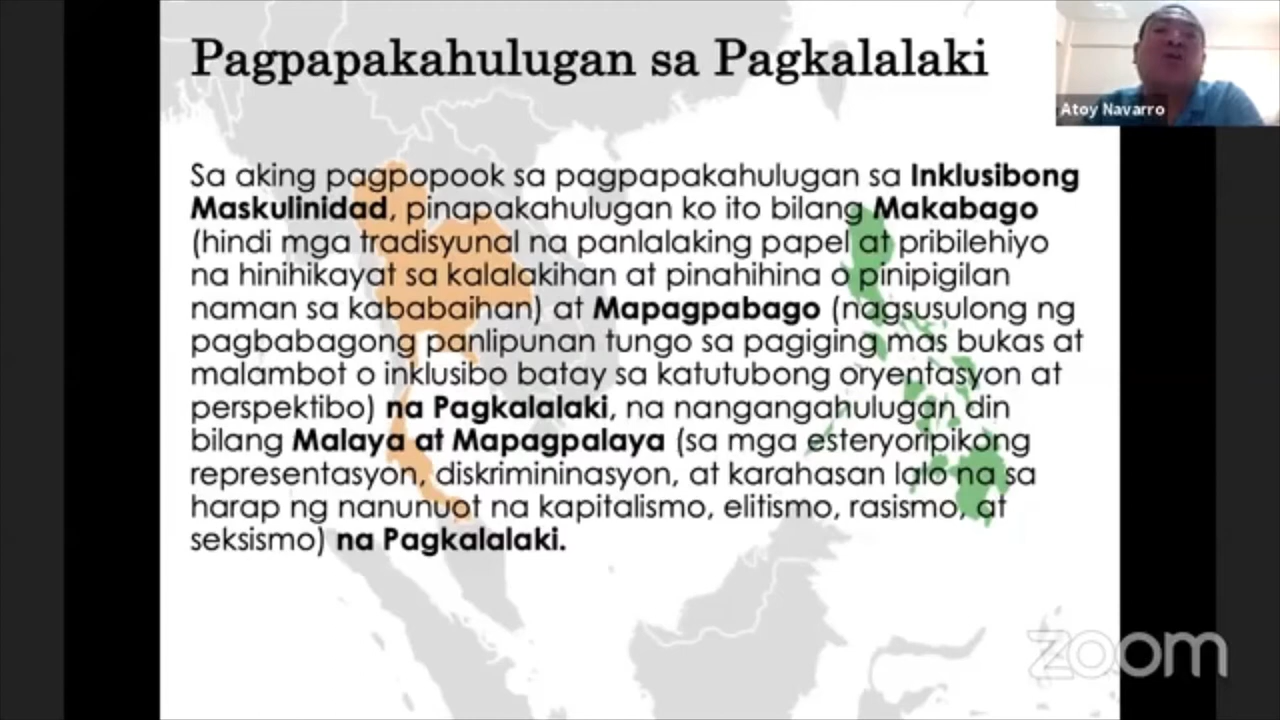 Pagpapakahulugan sa Pagkalalaki
Atoy Navarro
Sa aking pagpopook sa pagpapakahulugan sa Inklusibong
Maskulinidad, pinapakahulugan ko ito bilang Makabago
(hindi mga tradisyunal na panlalaking papel at pribilehiyo
na hinihikayat sa kalalakihan at pinahihina o pinipigilan
naman sa kababaihan) at Mapagpabago (nagsusulong ng
pagbabagong panlipunan tungo sa pagiging mas bukas at
malambot o inklusibo batay sa katutubong oryentasyon at
perspektibo) na Pagkalalaki, na nangangahulugan din
bilang Malaya at Mapagpalaya (sa mga esteryoripikong
representasyon, diskrimininasyon, at karahasan lalo na sa
harap ng nanunuot na kapitalismo, elitismo, rasismo, at
seksismo) na Pagkalalaki.
zoom